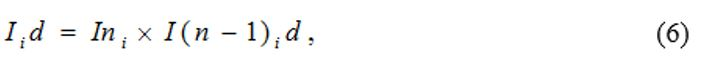 I_i d = In_i × I(n − 1)_i d , (6)